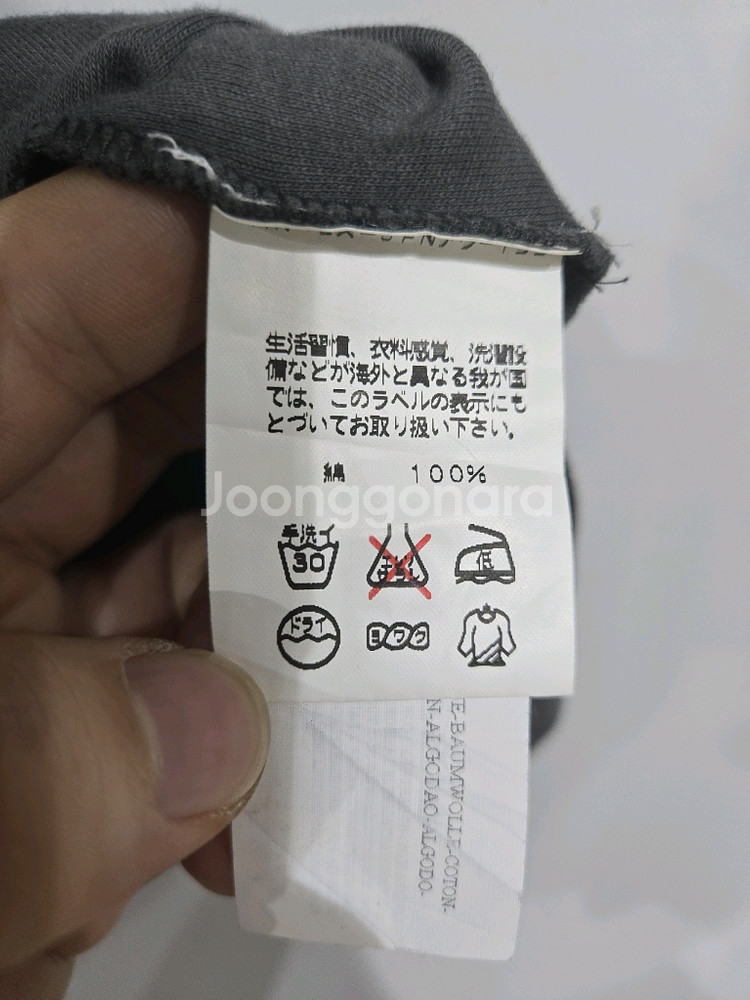 生活習慣、衣料感覚、洗濯設
備などが海外と異なる我が国
では、このラベルの表示にも
とづいてお取り扱い下さい。
綿 100%
Joonggonara
手洗イ
30
低
ドライ
ヨワク
E-BAUMWOLLE-COTON-
N-ALGODAO-ALGODO-